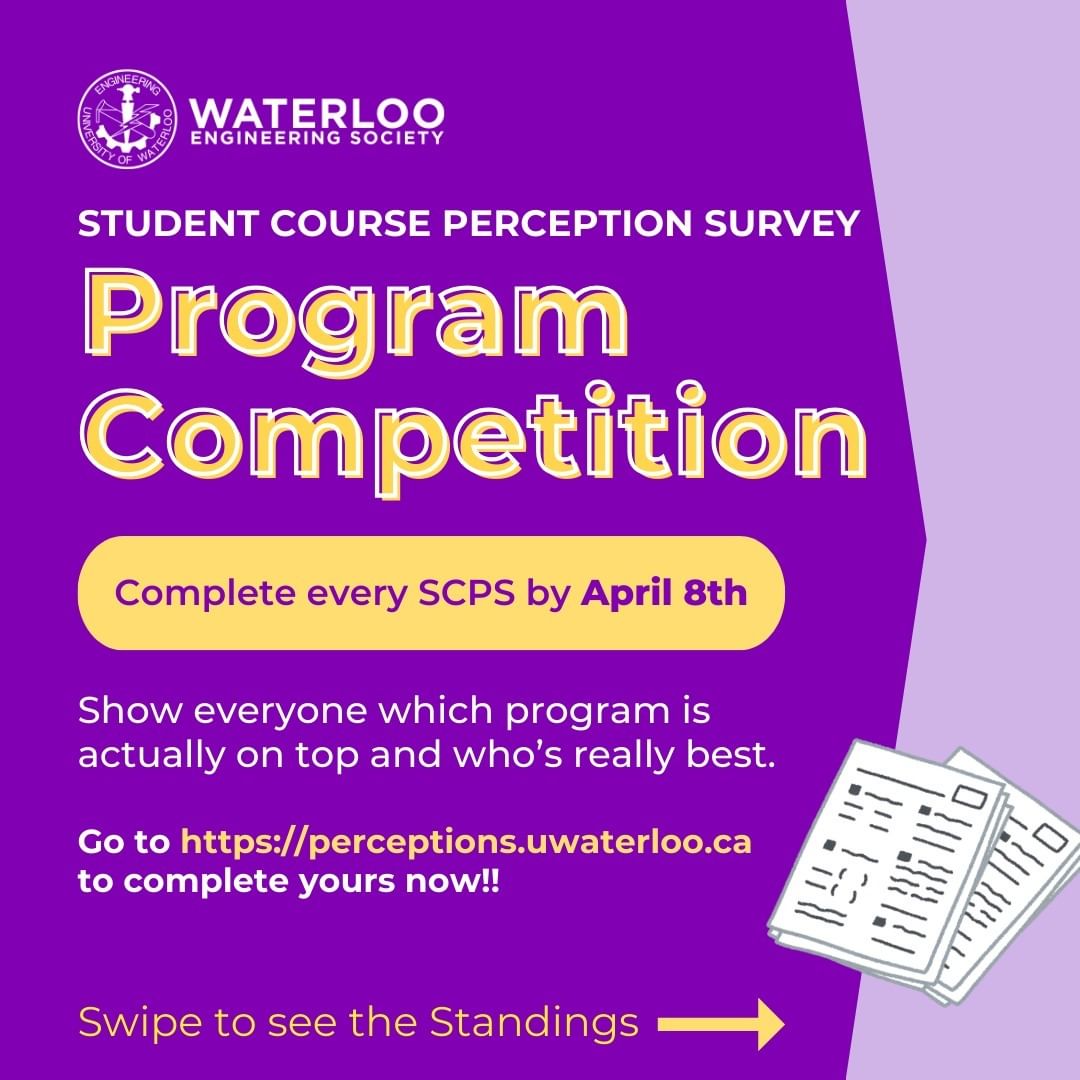 ENGINEERING
UNIVERSITY OF WATERLOO
WATERLOO
ENGINEERING SOCIETY
STUDENT COURSE PERCEPTION SURVEY
Program
Competition
Complete every SCPS by April 8th
Show everyone which program is
actually on top and who's really best.
Go to https://perceptions.uwaterloo.ca
to complete yours now!!
Swipe to see the Standings